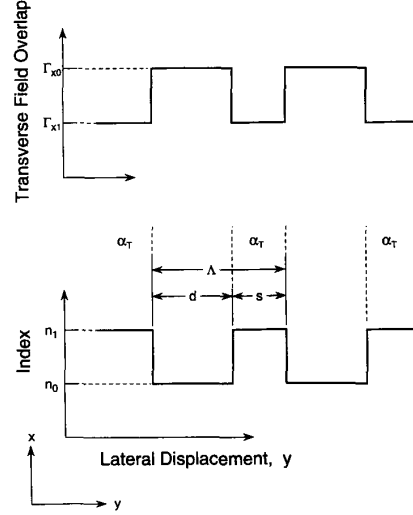 Transverse Field Overlap
Γx0
Γx1
αT αT αT
Λ
d s
Index
n1
n0
Lateral Displacement, y
x
y